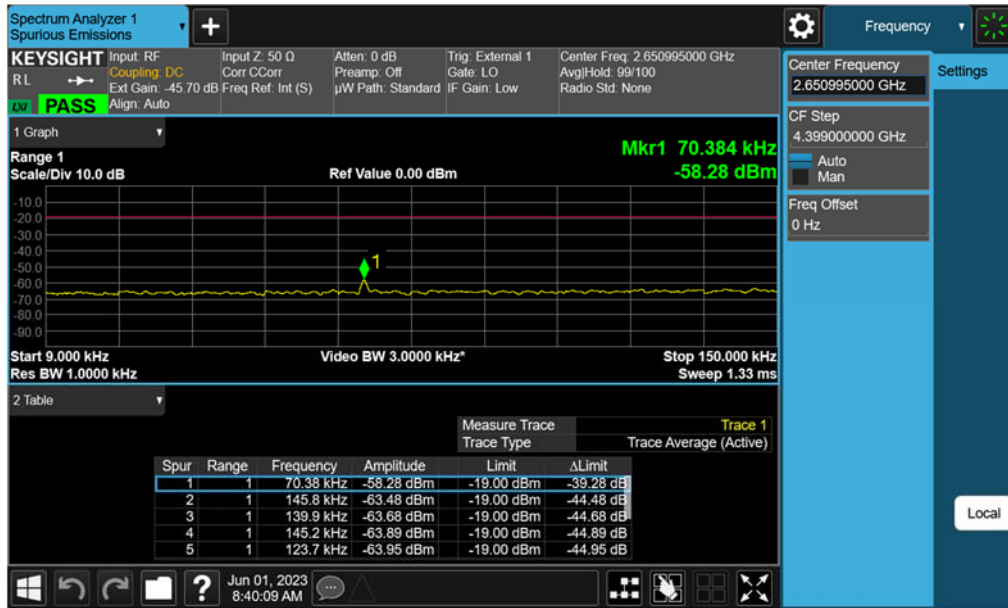 Spectrum Analyzer 1
Spurious Emissions
+
Frequency
KEYSIGHT Input: RF Input Z: 50 Ω Atten: 0 dB Trig: External 1 Center Freq: 2.650995000 GHz
RL Coupling: DC Corr CCorr Preamp: Off Gate: LO Avg|Hold: 99/100
Ext Gain: -45.70 dB Freq Ref: Int (S) µW Path: Standard IF Gain: Low Radio Std: None
LXI PASS Align: Auto
Center Frequency
2.650995000 GHz
Settings
CF Step
4.399000000 GHz
Auto
Man
Freq Offset
0 Hz
1 Graph
Mkr1 70.384 kHz
Range 1
Scale/Div 10.0 dB Ref Value 0.00 dBm -58.28 dBm
-10.0
-20.0
-30.0
-40.0
1
-50.0
-60.0
-70.0
-80.0
-90.0
Start 9.000 kHz Video BW 3.0000 kHz* Stop 150.000 kHz
Res BW 1.0000 kHz Sweep 1.33 ms
2 Table
Measure Trace Trace 1
Trace Type Trace Average (Active)
Spur Range Frequency Amplitude Limit ΔLimit
1 1 70.38 kHz -58.28 dBm -19.00 dBm -39.28 dB
2 1 145.8 kHz -63.48 dBm -19.00 dBm -44.48 dB
3 1 139.9 kHz -63.68 dBm -19.00 dBm -44.68 dB
4 1 145.2 kHz -63.89 dBm -19.00 dBm -44.89 dB
5 1 123.7 kHz -63.95 dBm -19.00 dBm -44.95 dB
Local
? Jun 01, 2023
8:40:09 AM